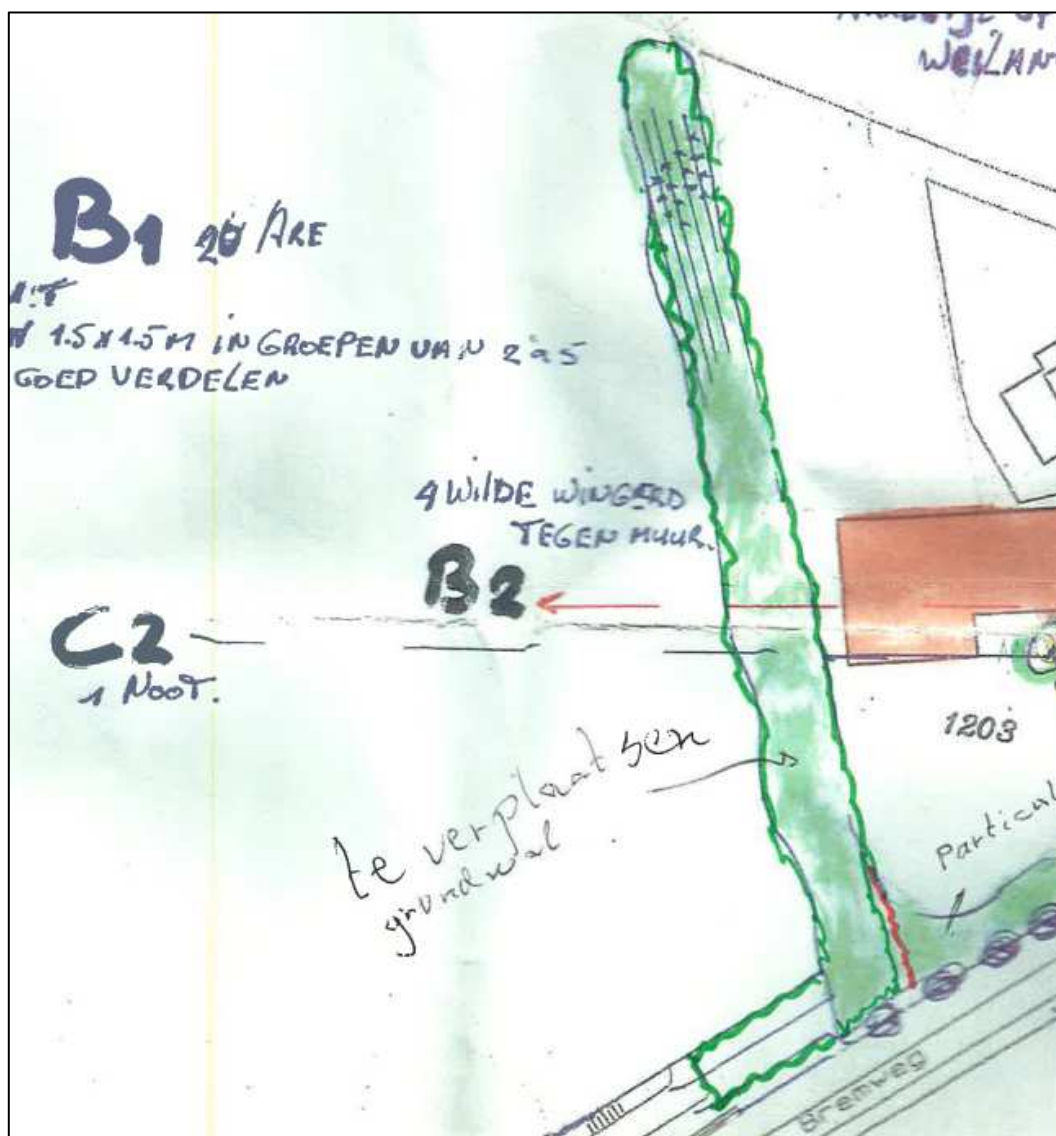 WEILAN
B1 20 ARE
1.5 X 1.5 M IN GROEPEN VAN 2 à 5
GOED VERDELEN
4 WILDE WINGERD
TEGEN MUUR.
B2
C2
1 NOOT.
1203
te verplaatsen
grondwal
Particul
Bremweg